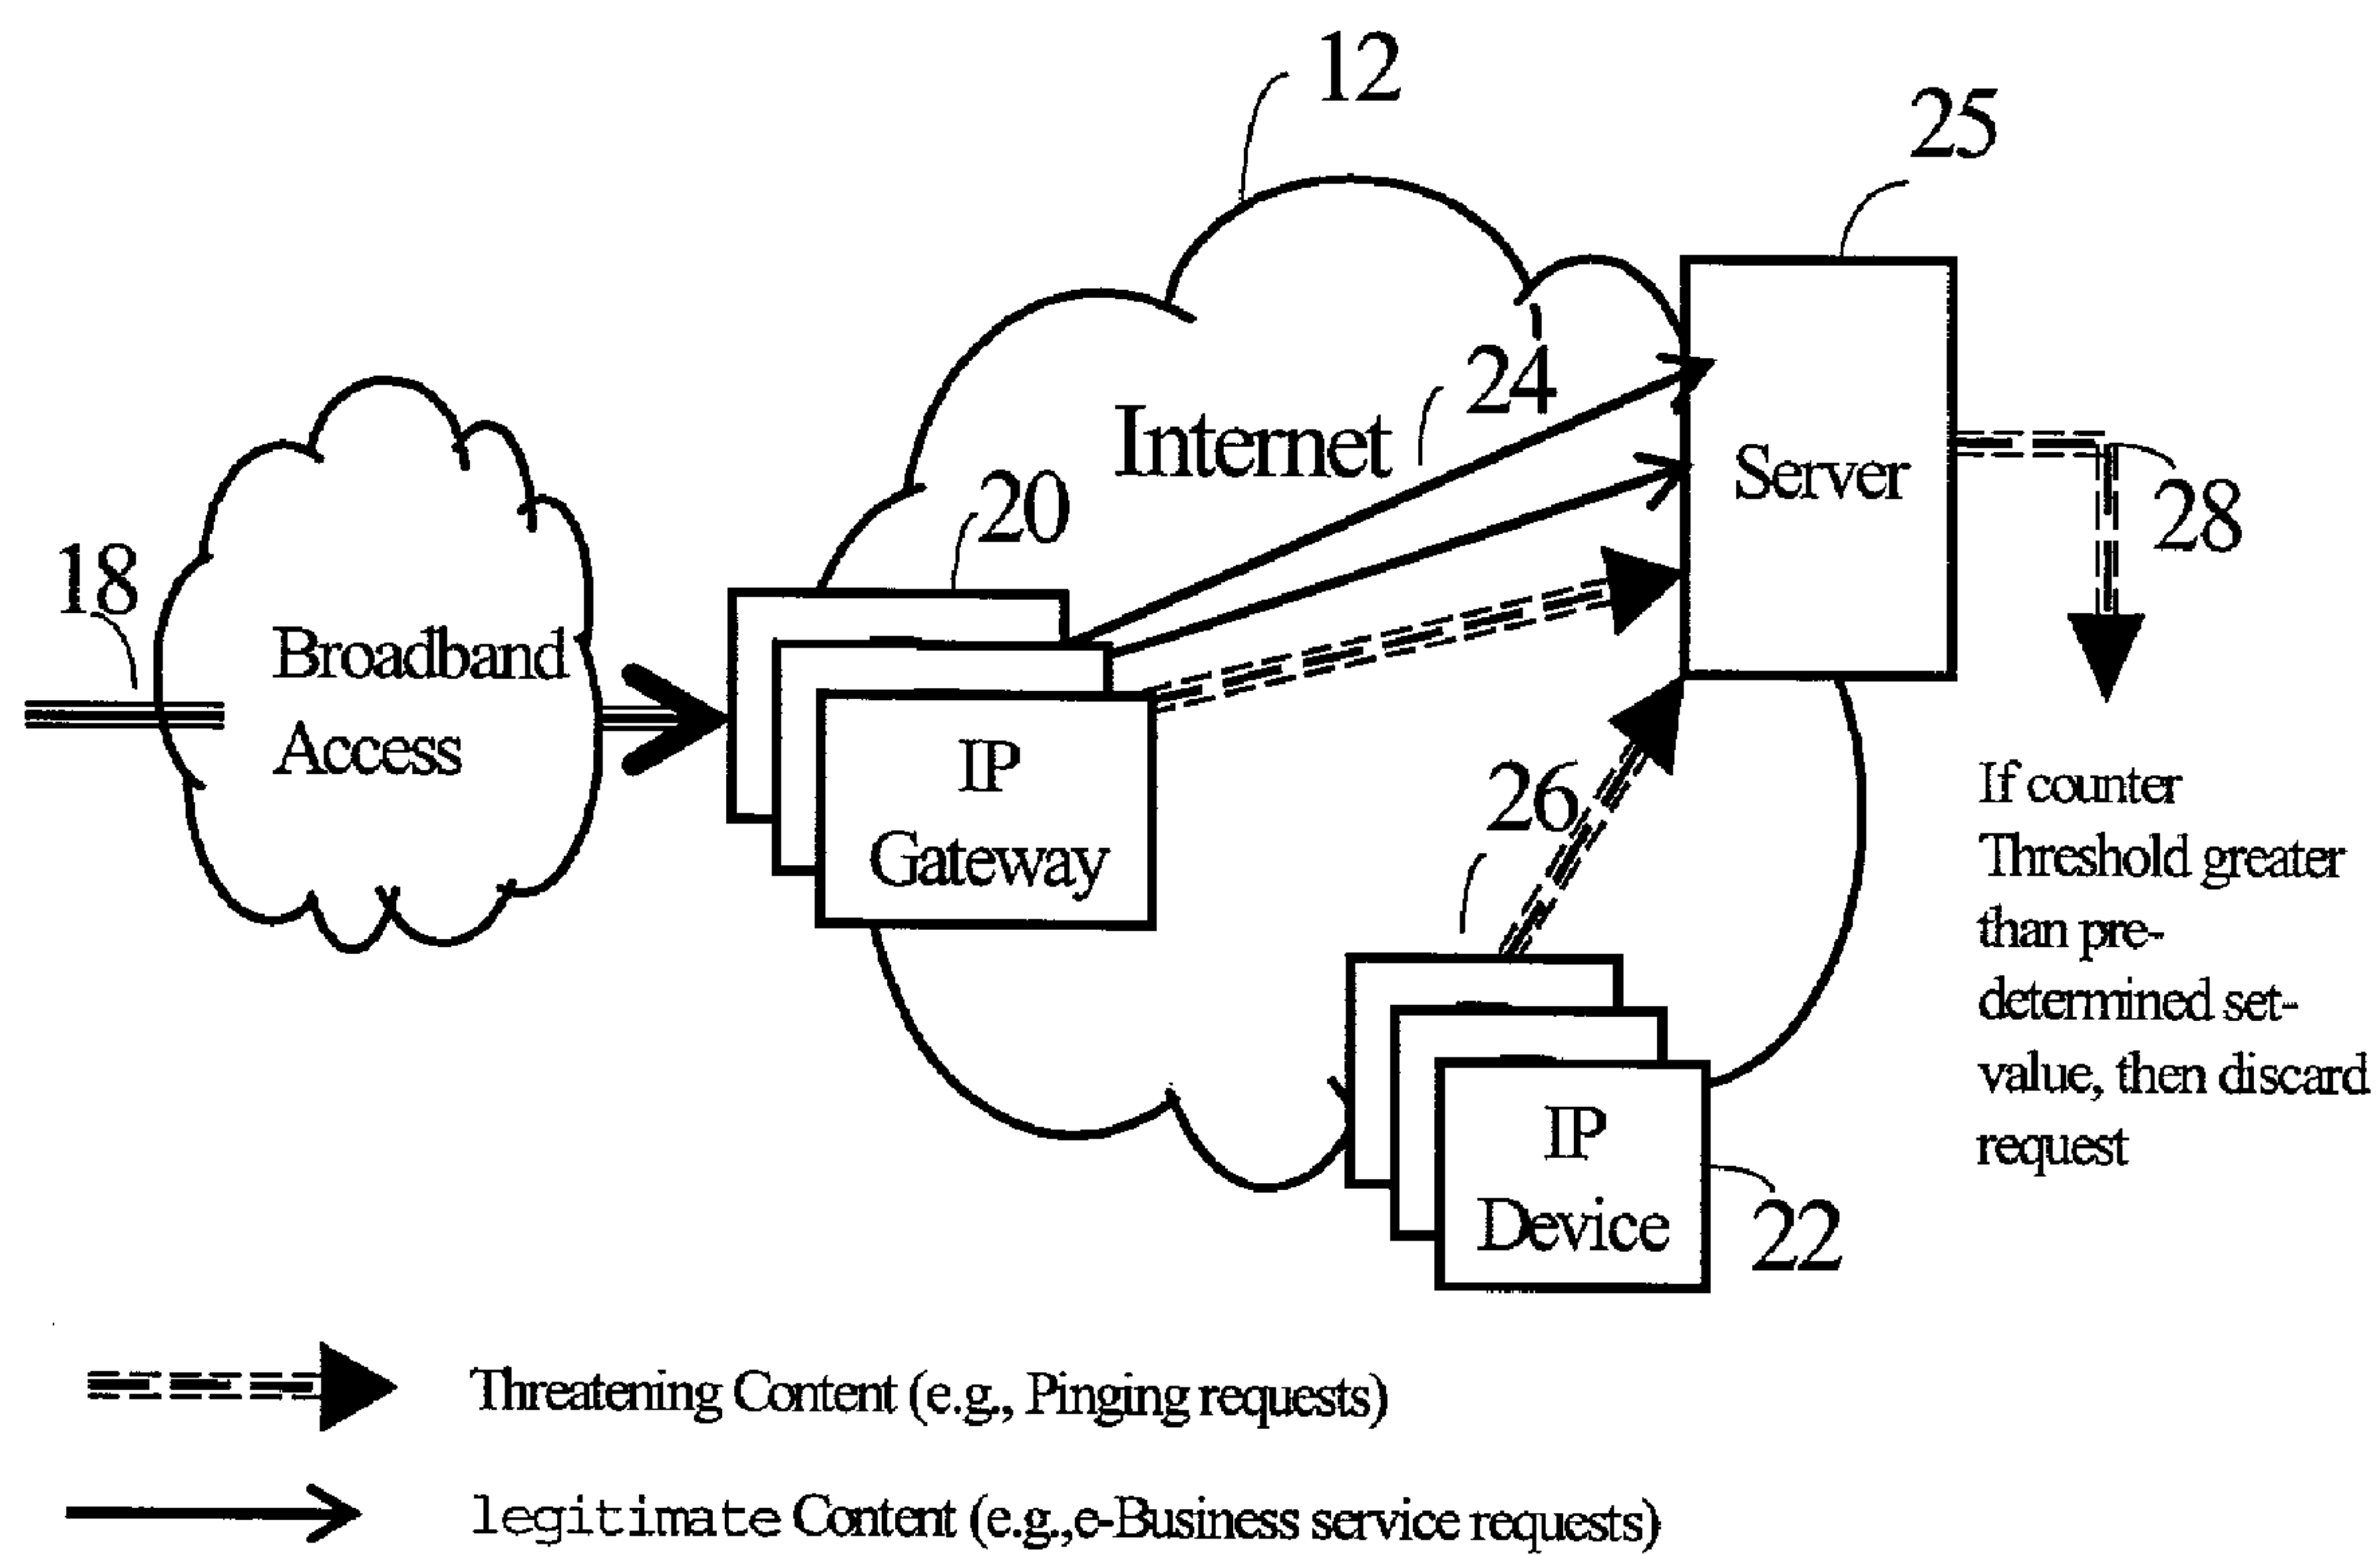 12
25
24
Internet
Server
20
28
18
Broadband
Access
IP
Gateway
26
If counter
Threshold greater
than pre-
determined set-
value, then discard
request
IP
Device
22
Threatening Content (e.g., Pinging requests)
legitimate Content (e.g.,e-Business service requests)